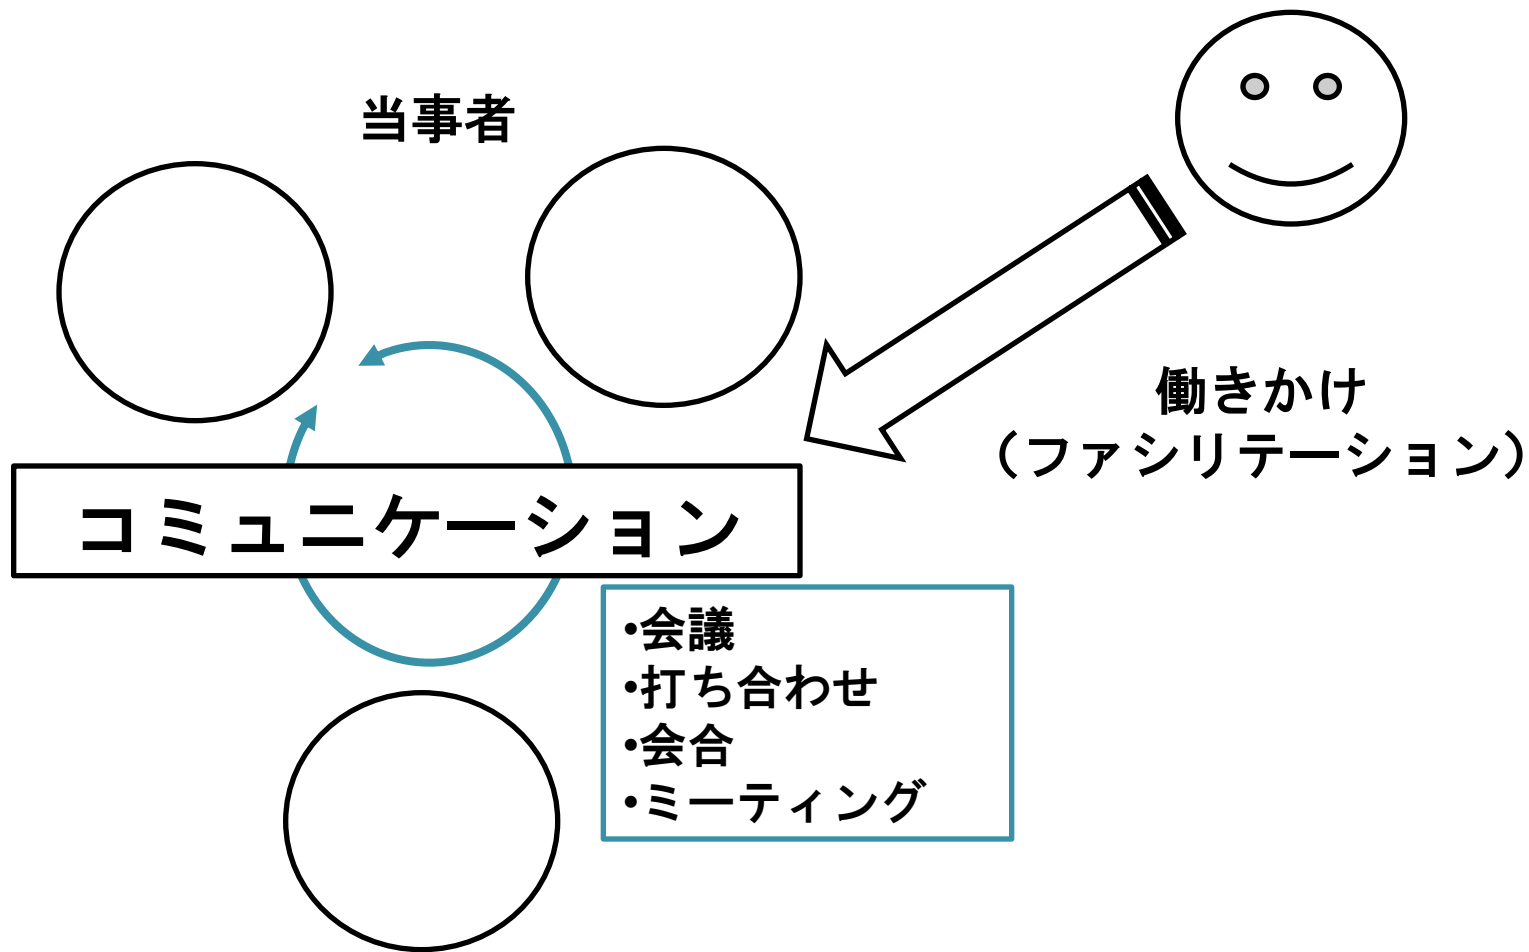 当事者
働きかけ
（ファシリテーション）
コミュニケーション
・会議
・打ち合わせ
・会合
・ミーティング